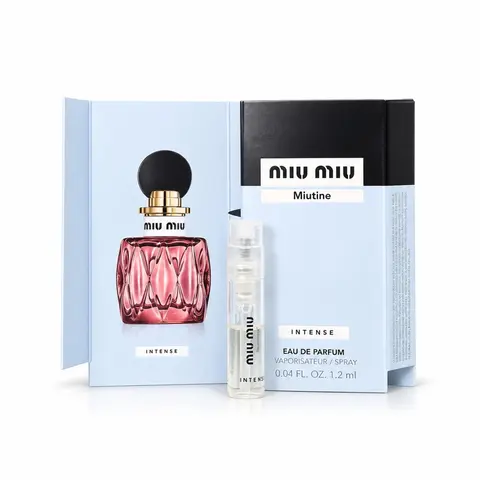 miu miu
INTENSE
miu miu
INTENSE
miu miu
Miutine
INTENSE
EAU DE PARFUM
VAPORISATEUR / SPRAY
0.04 FL. OZ. 1.2 ml